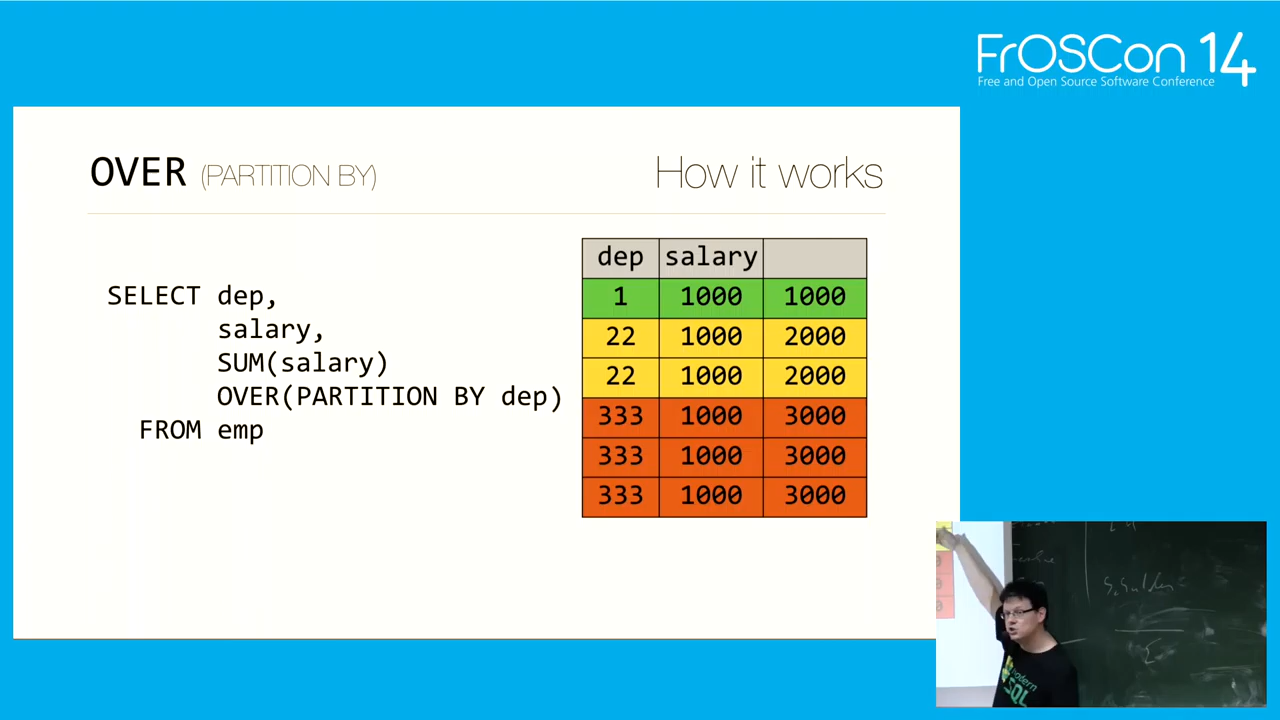 FrOSCon 14
Free and Open Source Software Conference
OVER (PARTITION BY)
How it works
SELECT dep,
salary,
SUM(salary)
OVER(PARTITION BY dep)
FROM emp
dep salary
1 1000 1000
22 1000 2000
22 1000 2000
333 1000 3000
333 1000 3000
333 1000 3000
modern
SQL